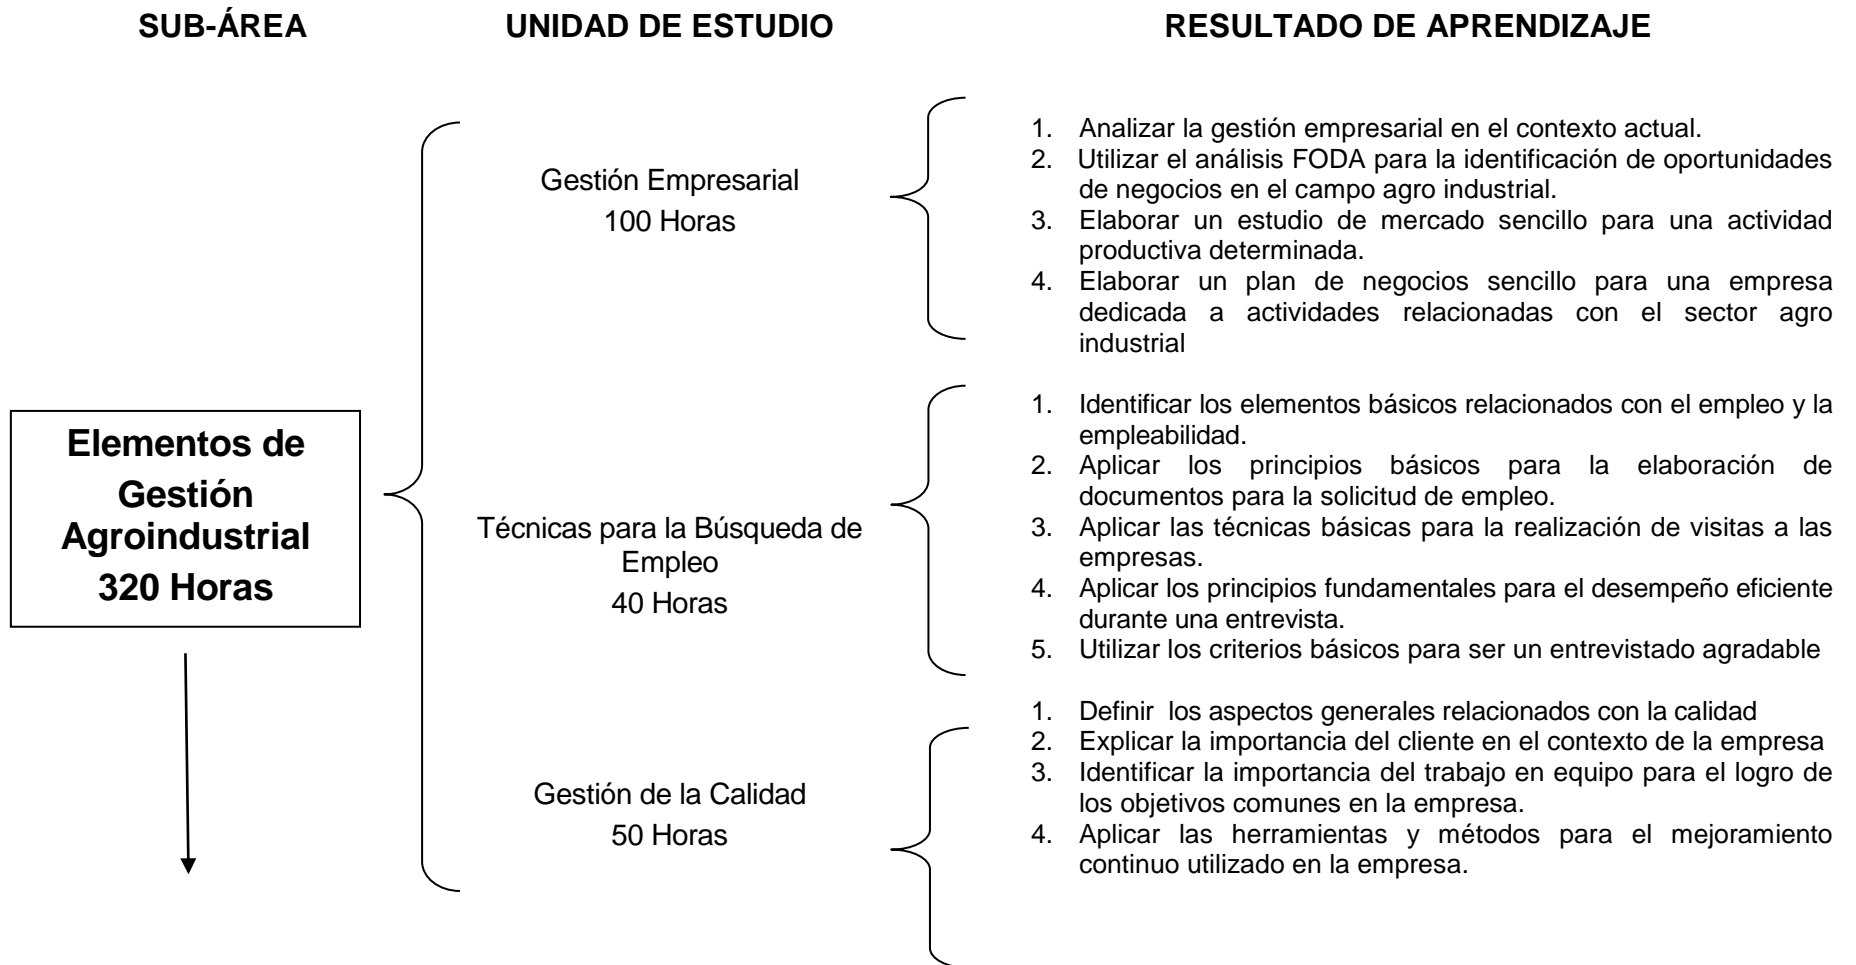 SUB-ÁREA UNIDAD DE ESTUDIO RESULTADO DE APRENDIZAJE
Elementos de
Gestión
Agroindustrial
320 Horas
Gestión Empresarial
100 Horas
1. Analizar la gestión empresarial en el contexto actual.
2. Utilizar el análisis FODA para la identificación de oportunidades
de negocios en el campo agro industrial.
3. Elaborar un estudio de mercado sencillo para una actividad
productiva determinada.
4. Elaborar un plan de negocios sencillo para una empresa
dedicada a actividades relacionadas con el sector agro
industrial
Técnicas para la Búsqueda de
Empleo
40 Horas
1. Identificar los elementos básicos relacionados con el empleo y la
empleabilidad.
2. Aplicar los principios básicos para la elaboración de
documentos para la solicitud de empleo.
3. Aplicar las técnicas básicas para la realización de visitas a las
empresas.
4. Aplicar los principios fundamentales para el desempeño eficiente
durante una entrevista.
5. Utilizar los criterios básicos para ser un entrevistado agradable
Gestión de la Calidad
50 Horas
1. Definir los aspectos generales relacionados con la calidad
2. Explicar la importancia del cliente en el contexto de la empresa
3. Identificar la importancia del trabajo en equipo para el logro de
los objetivos comunes en la empresa.
4. Aplicar las herramientas y métodos para el mejoramiento
continuo utilizado en la empresa.